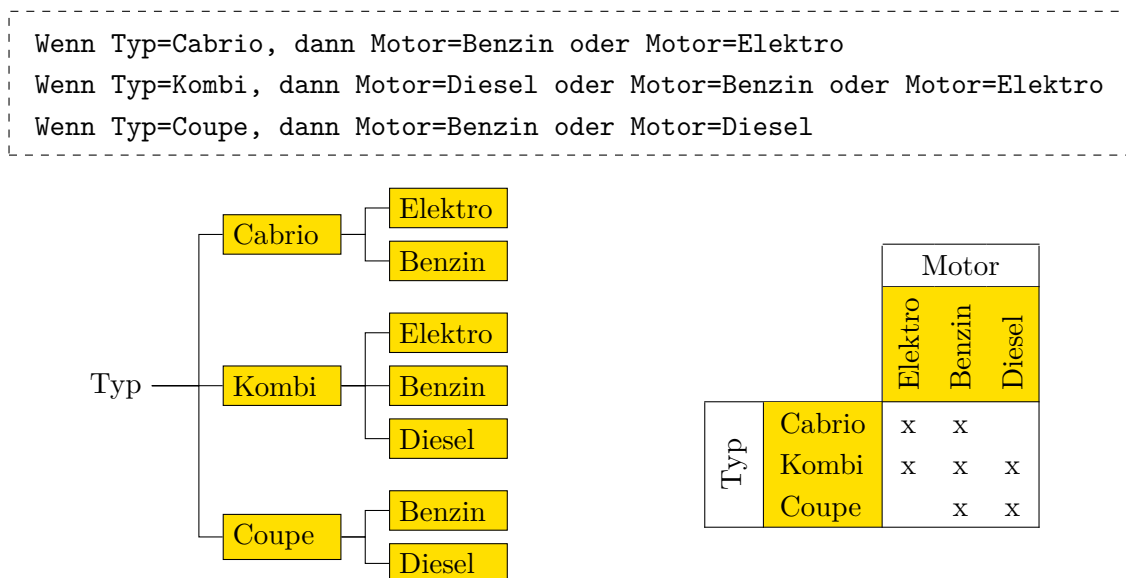 Wenn Typ=Cabrio, dann Motor=Benzin oder Motor=Elektro
Wenn Typ=Kombi, dann Motor=Diesel oder Motor=Benzin oder Motor=Elektro
Wenn Typ=Coupe, dann Motor=Benzin oder Motor=Diesel
Typ
Cabrio
Elektro
Benzin
Kombi
Elektro
Benzin
Diesel
Coupe
Benzin
Diesel
Motor
Elektro Benzin Diesel
Typ
Cabrio x x
Kombi x x x
Coupe x x